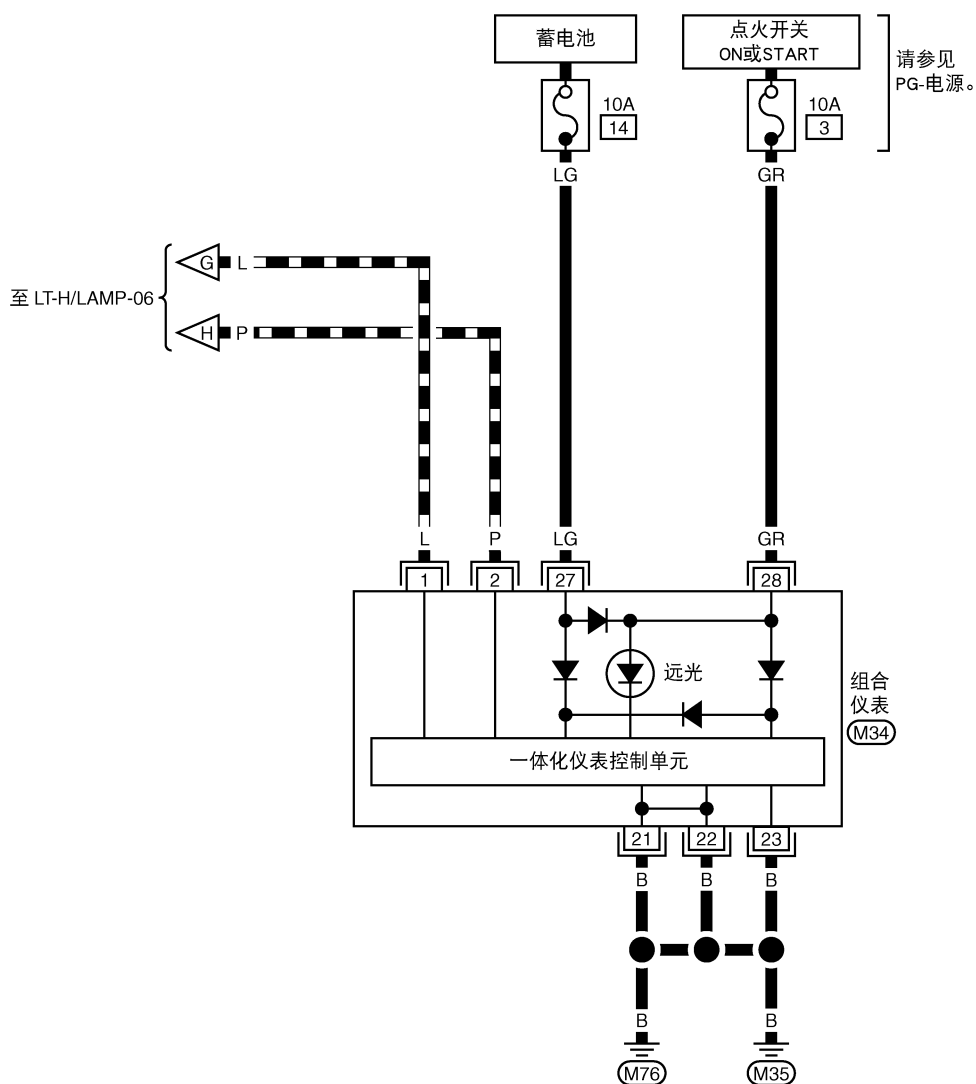 蓄电池
点火开关
ON或START
请参见
PG-电源。
10A
14
10A
3
LG
GR
G
L
至 LT-H/LAMP-06
H
P
L
P
LG
GR
1
2
27
28
远光
组合
仪表
M34
一体化仪表控制单元
21
22
23
B
B
B
B
B
M76
M35